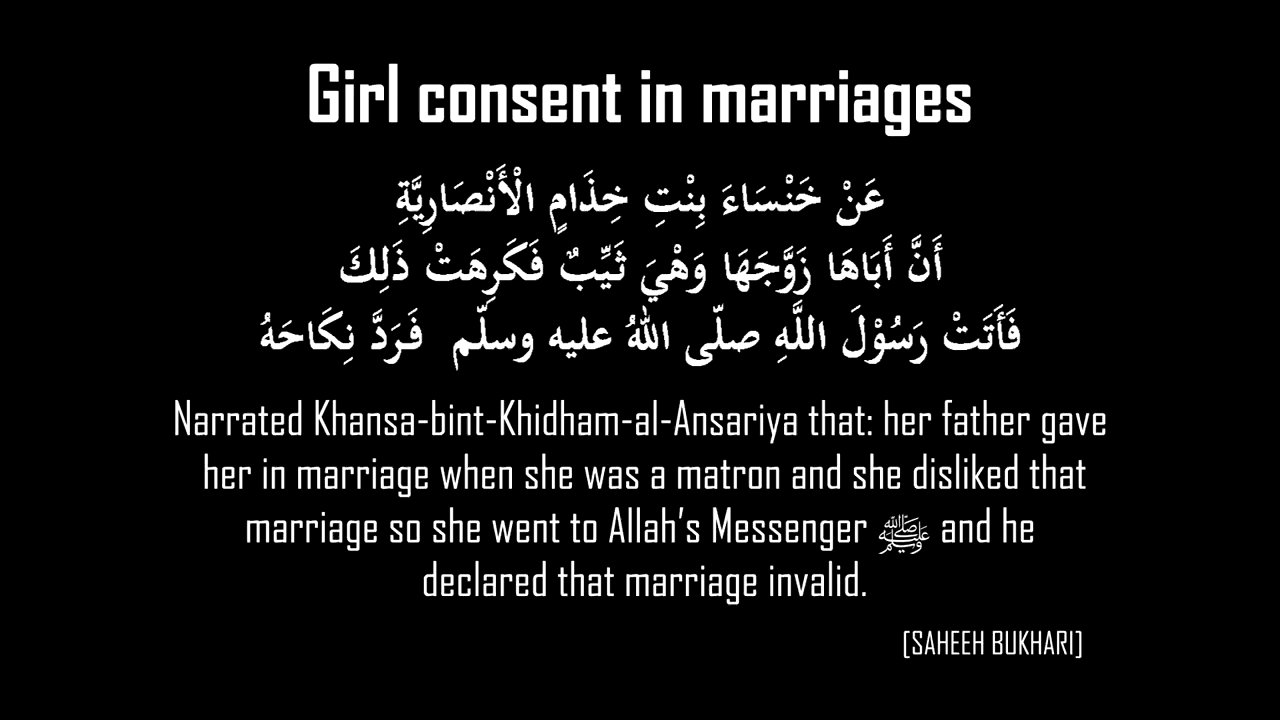 Girl consent in marriages
عَنْ خَنْسَاءَ بِنْتِ خِذَامٍ الْأَنْصَارِيَّةِ
أَنَّ أَبَاهَا زَوَّجَهَا وَهْيَ ثَيِّبٌ فَكَرِهَتْ ذَلِكَ
فَأَتَتْ رَسُوْلَ اللَّهِ صلّى اللهُ عليه وسلّم فَرَدَّ نِكَاحَهُ
Narrated Khansa-bint-Khidham-al-Ansariya that: her father gave
her in marriage when she was a matron and she disliked that
marriage so she went to Allah’s Messenger ﷺ and he
declared that marriage invalid.
[SAHEEH BUKHARI]